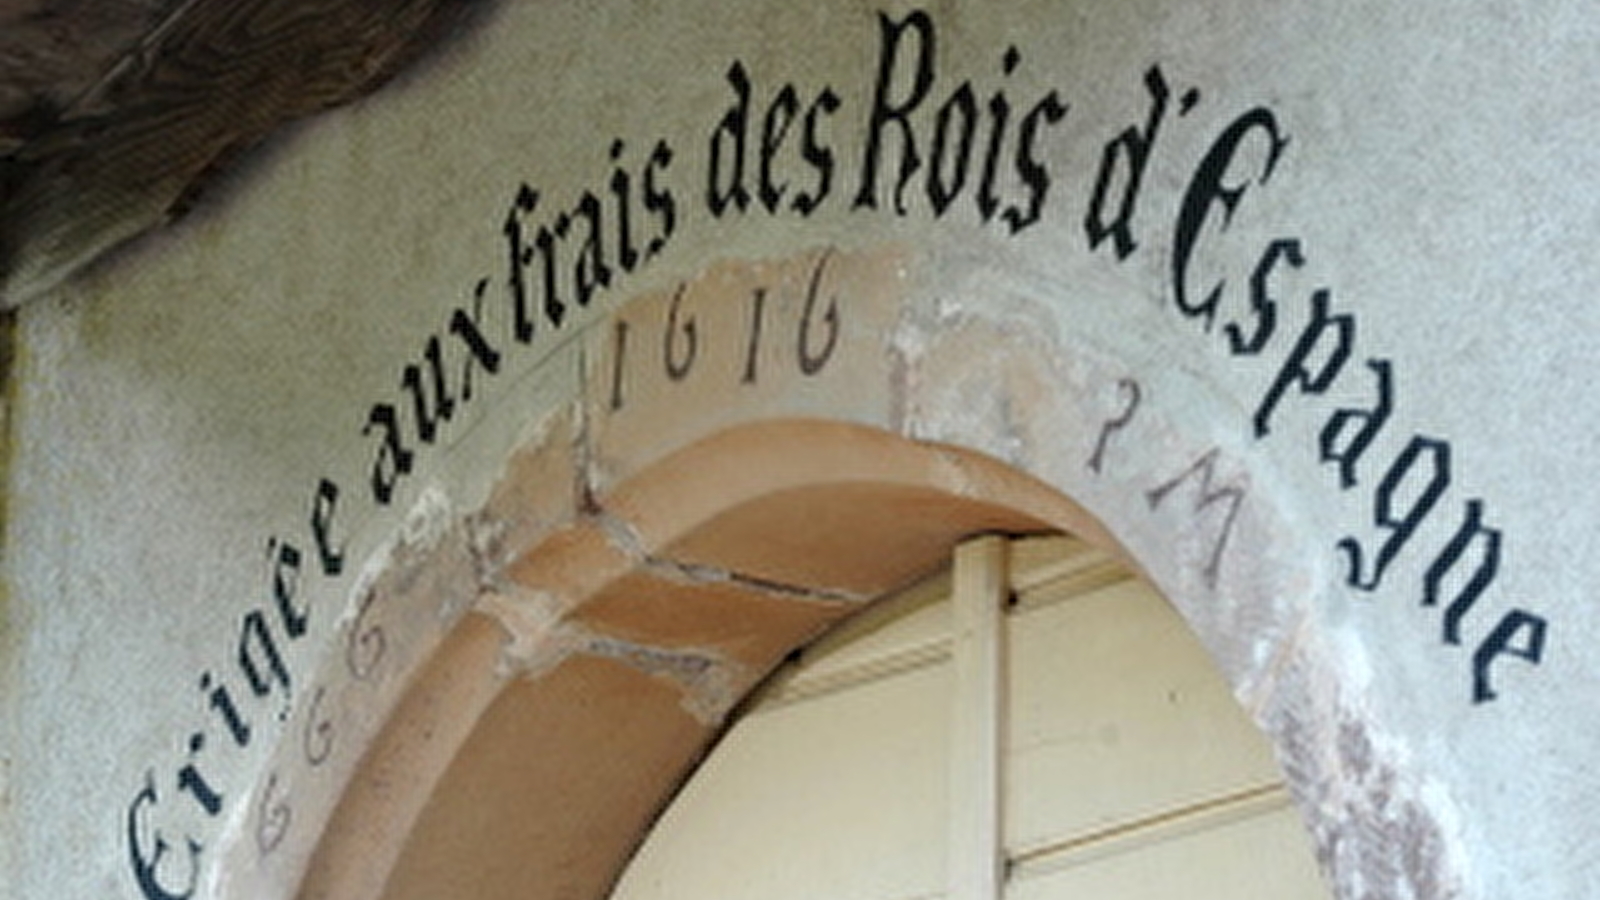 Erigée aux frais des Rois d'Espagne
G G G 1616 P M